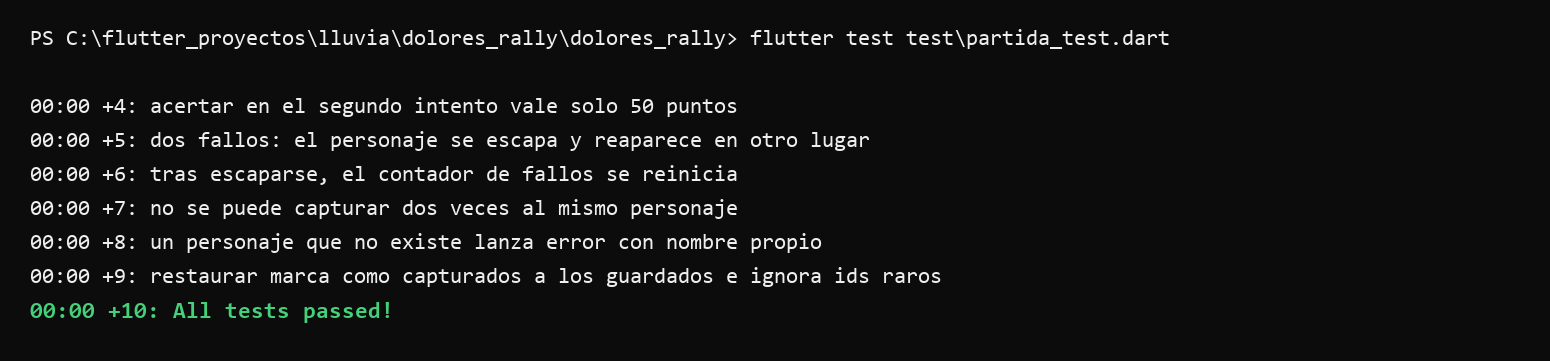 PS C:\flutter_proyectos\lluvia\dolores_rally\dolores_rally> flutter test test\partida_test.dart
00:00 +4: acertar en el segundo intento vale solo 50 puntos
00:00 +5: dos fallos: el personaje se escapa y reaparece en otro lugar
00:00 +6: tras escaparse, el contador de fallos se reinicia
00:00 +7: no se puede capturar dos veces al mismo personaje
00:00 +8: un personaje que no existe lanza error con nombre propio
00:00 +9: restaurar marca como capturados a los guardados e ignora ids raros
00:00 +10: All tests passed!